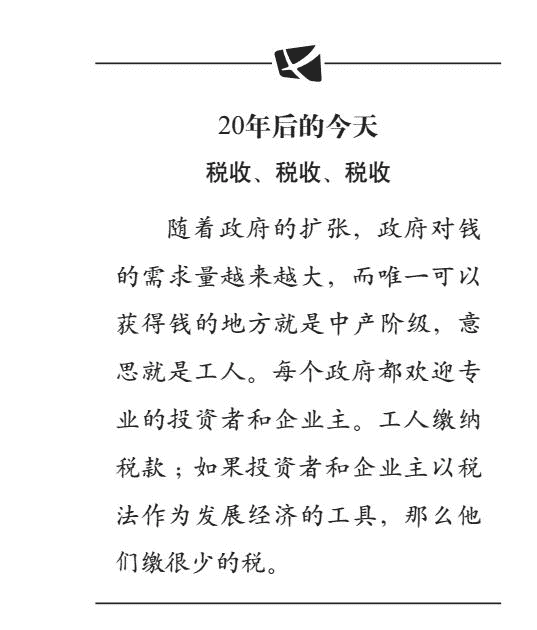 20年后的今天
税收、税收、税收
随着政府的扩张，政府对钱
的需求量越来越大，而唯一可以
获得钱的地方就是中产阶级，意
思就是工人。每个政府都欢迎专
业的投资者和企业主。工人缴纳
税款；如果投资者和企业主以税
法作为发展经济的工具，那么他
们缴很少的税。